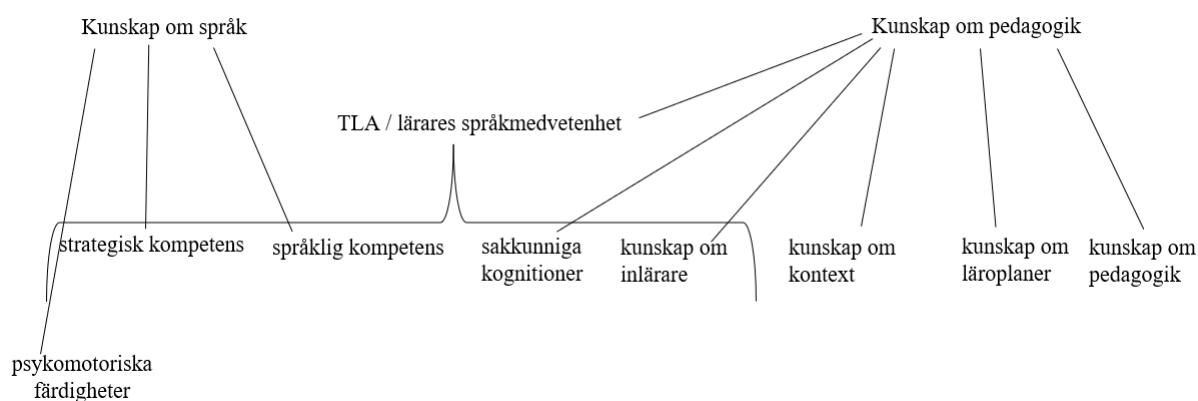 Kunskap om språk
Kunskap om pedagogik
TLA / lärares språkmedvetenhet
strategisk kompetens
språklig kompetens
sakkunniga
kognitioner
kunskap om
inlärare
kunskap om
kontext
kunskap om
läroplaner
kunskap om
pedagogik
psykomotoriska
färdigheter